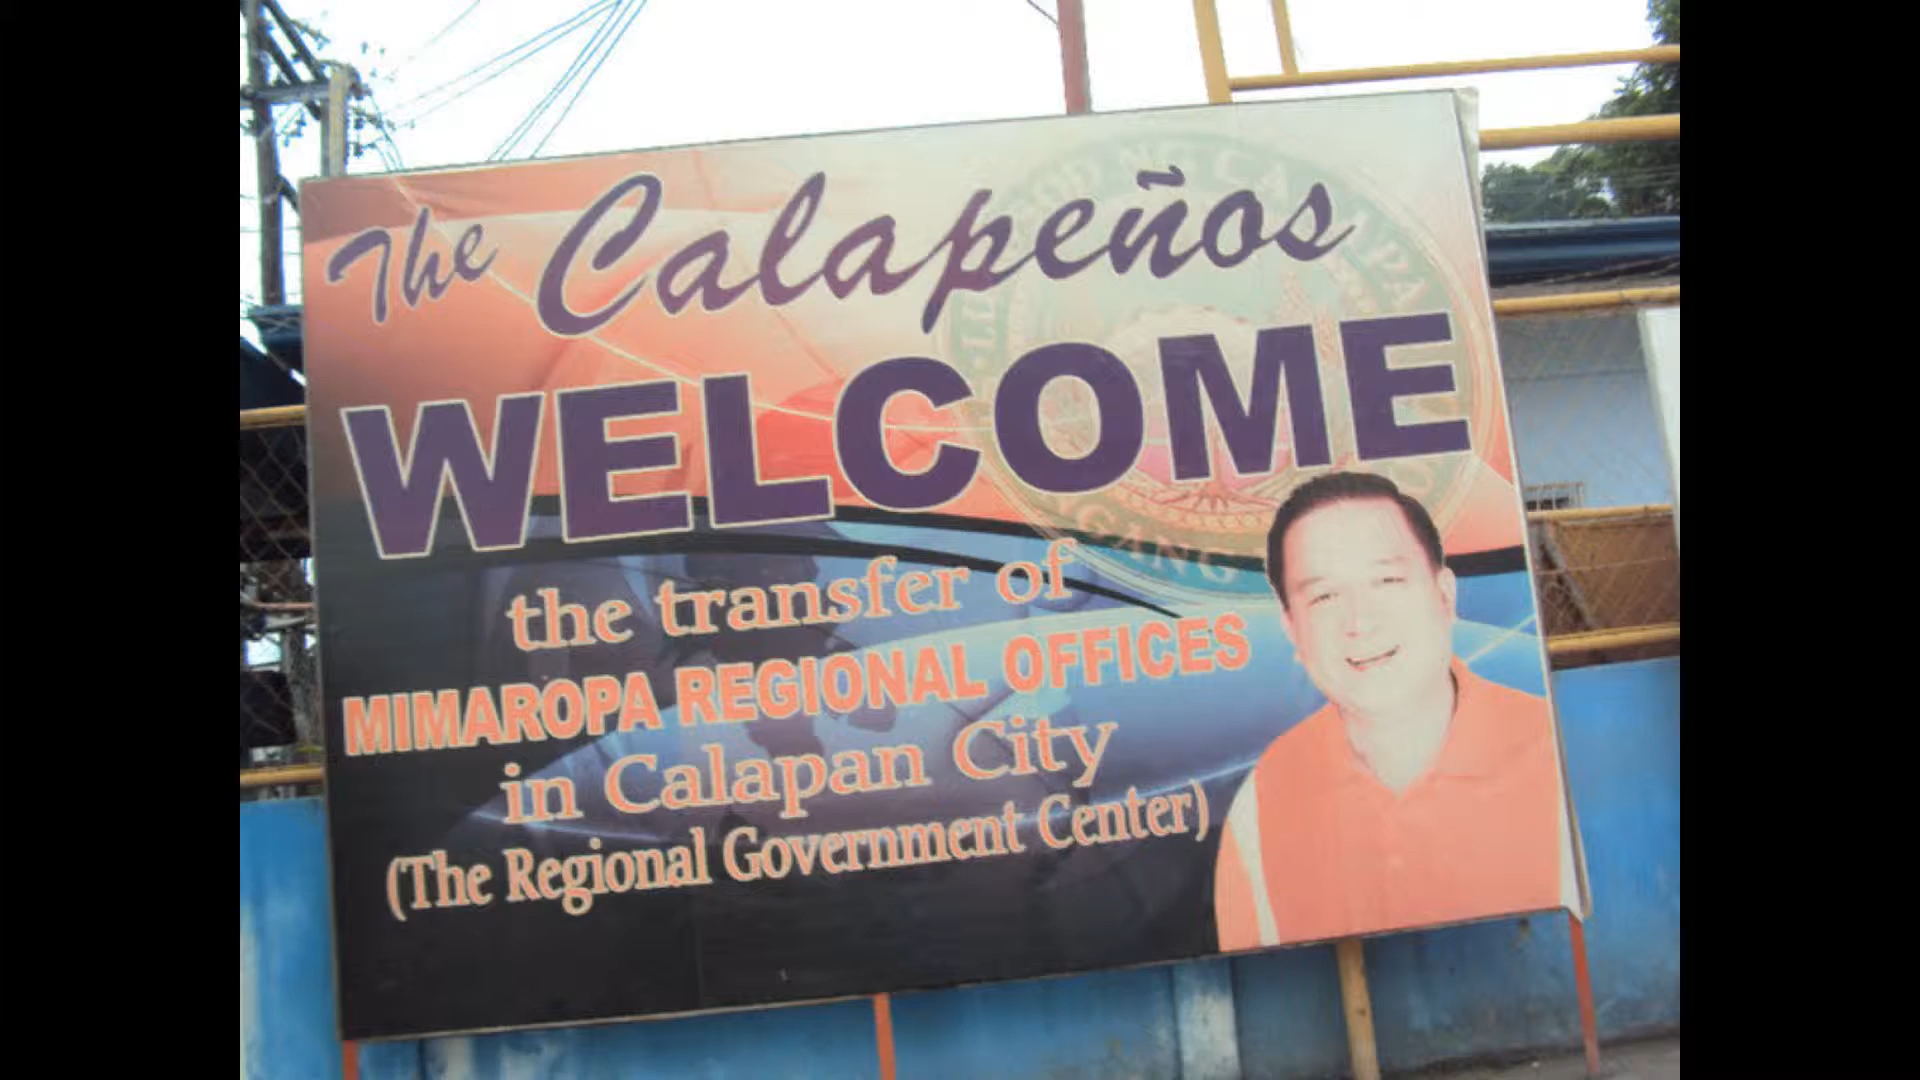 The Calapeños
WELCOME
the transfer of
MIMAROPA REGIONAL OFFICES
in Calapan City
(The Regional Government Center)